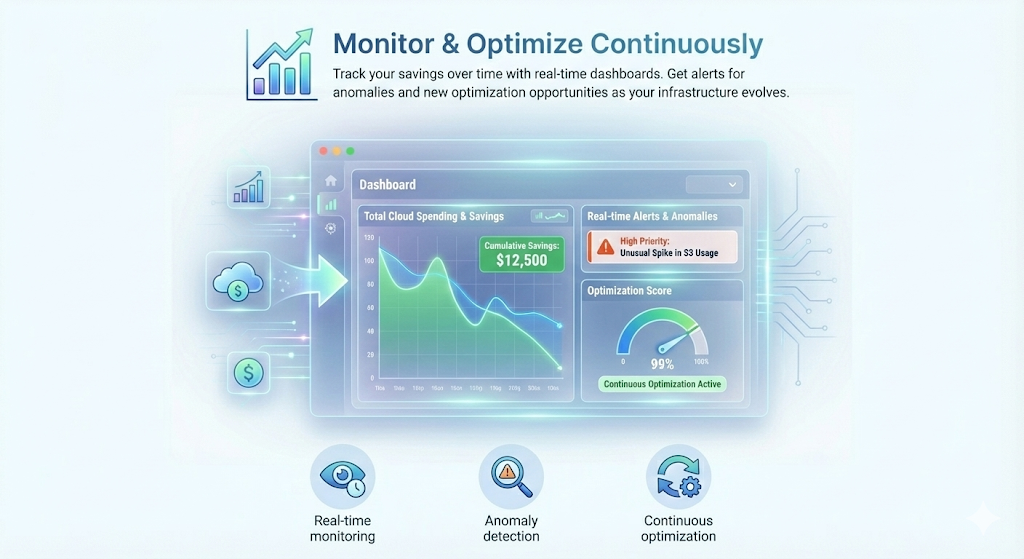 Monitor & Optimize Continuously
Track your savings over time with real-time dashboards. Get alerts for
anomalies and new optimization opportunities as your infrastructure evolves.
Dashboard
Total Cloud Spending & Savings
Cumulative Savings:
$12,500
100
80
60
40
20
0
Real-time Alerts & Anomalies
High Priority:
Unusual Spike in S3 Usage
Optimization Score
0
99%
100%
Continuous Optimization Active
$
$
Real-time
monitoring
Anomaly
detection
Continuous
optimization